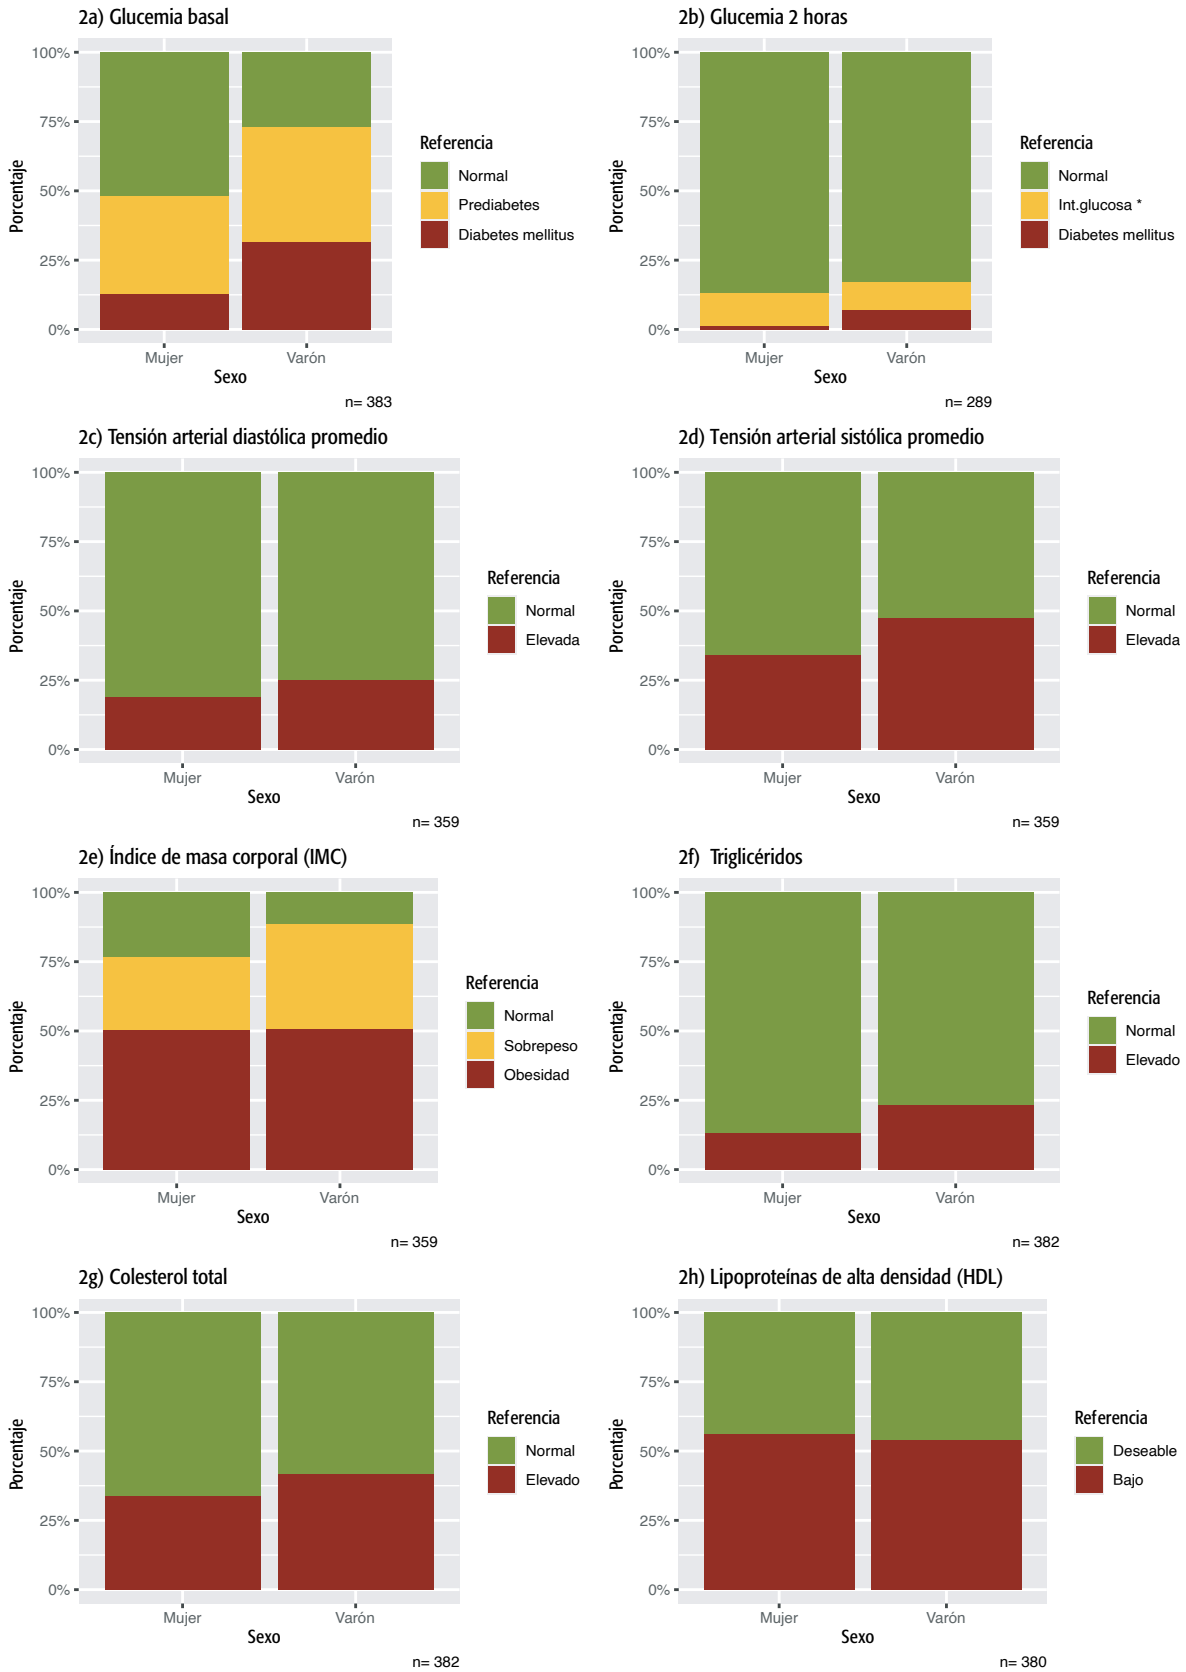 2a) Glucemia basal
100%
75%
50%
25%
0%
Porcentaje
Mujer
Varón
Sexo
Referencia
Normal
Prediabetes
Diabetes mellitus
n= 383
2b) Glucemia 2 horas
100%
75%
50%
25%
0%
Porcentaje
Mujer
Varón
Sexo
Referencia
Normal
Int.glucosa *
Diabetes mellitus
n= 289
2c) Tensión arterial diastólica promedio
100%
75%
50%
25%
0%
Porcentaje
Mujer
Varón
Sexo
Referencia
Normal
Elevada
n= 359
2d) Tensión arterial sistólica promedio
100%
75%
50%
25%
0%
Porcentaje
Mujer
Varón
Sexo
Referencia
Normal
Elevada
n= 359
2e) Índice de masa corporal (IMC)
100%
75%
50%
25%
0%
Porcentaje
Mujer
Varón
Sexo
Referencia
Normal
Sobrepeso
Obesidad
n= 359
2f) Triglicéridos
100%
75%
50%
25%
0%
Porcentaje
Mujer
Varón
Sexo
Referencia
Normal
Elevado
n= 382
2g) Colesterol total
100%
75%
50%
25%
0%
Porcentaje
Mujer
Varón
Sexo
Referencia
Normal
Elevado
n= 382
2h) Lipoproteínas de alta densidad (HDL)
100%
75%
50%
25%
0%
Porcentaje
Mujer
Varón
Sexo
Referencia
Deseable
Bajo
n= 380